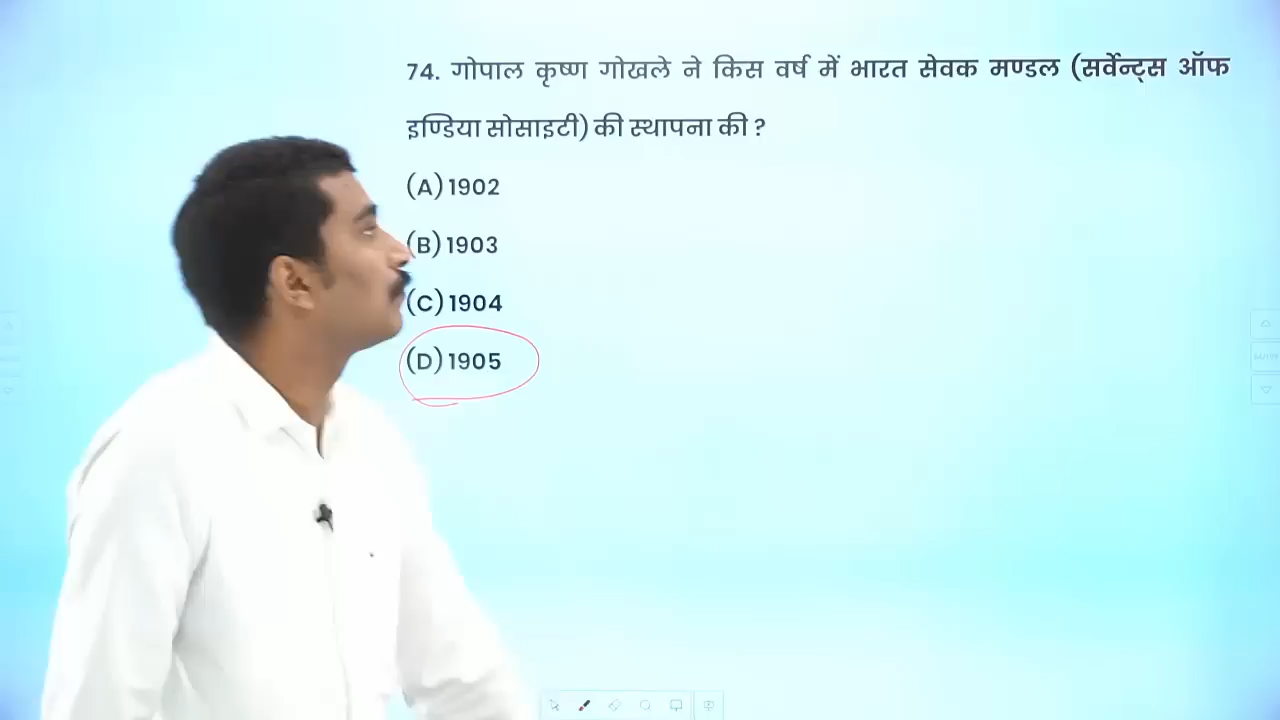 74. गोपाल कृष्ण गोखले ने किस वर्ष में भारत सेवक मण्डल (सर्वेन्ट्स ऑफ
इण्डिया सोसाइटी) की स्थापना की ?
(A) 1902
(B) 1903
(C) 1904
(D) 1905